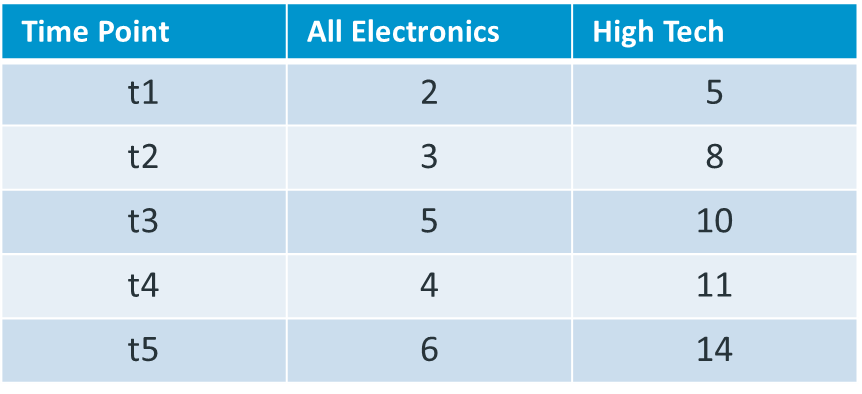 Time Point All Electronics High Tech
t1 2 5
t2 3 8
t3 5 10
t4 4 11
t5 6 14